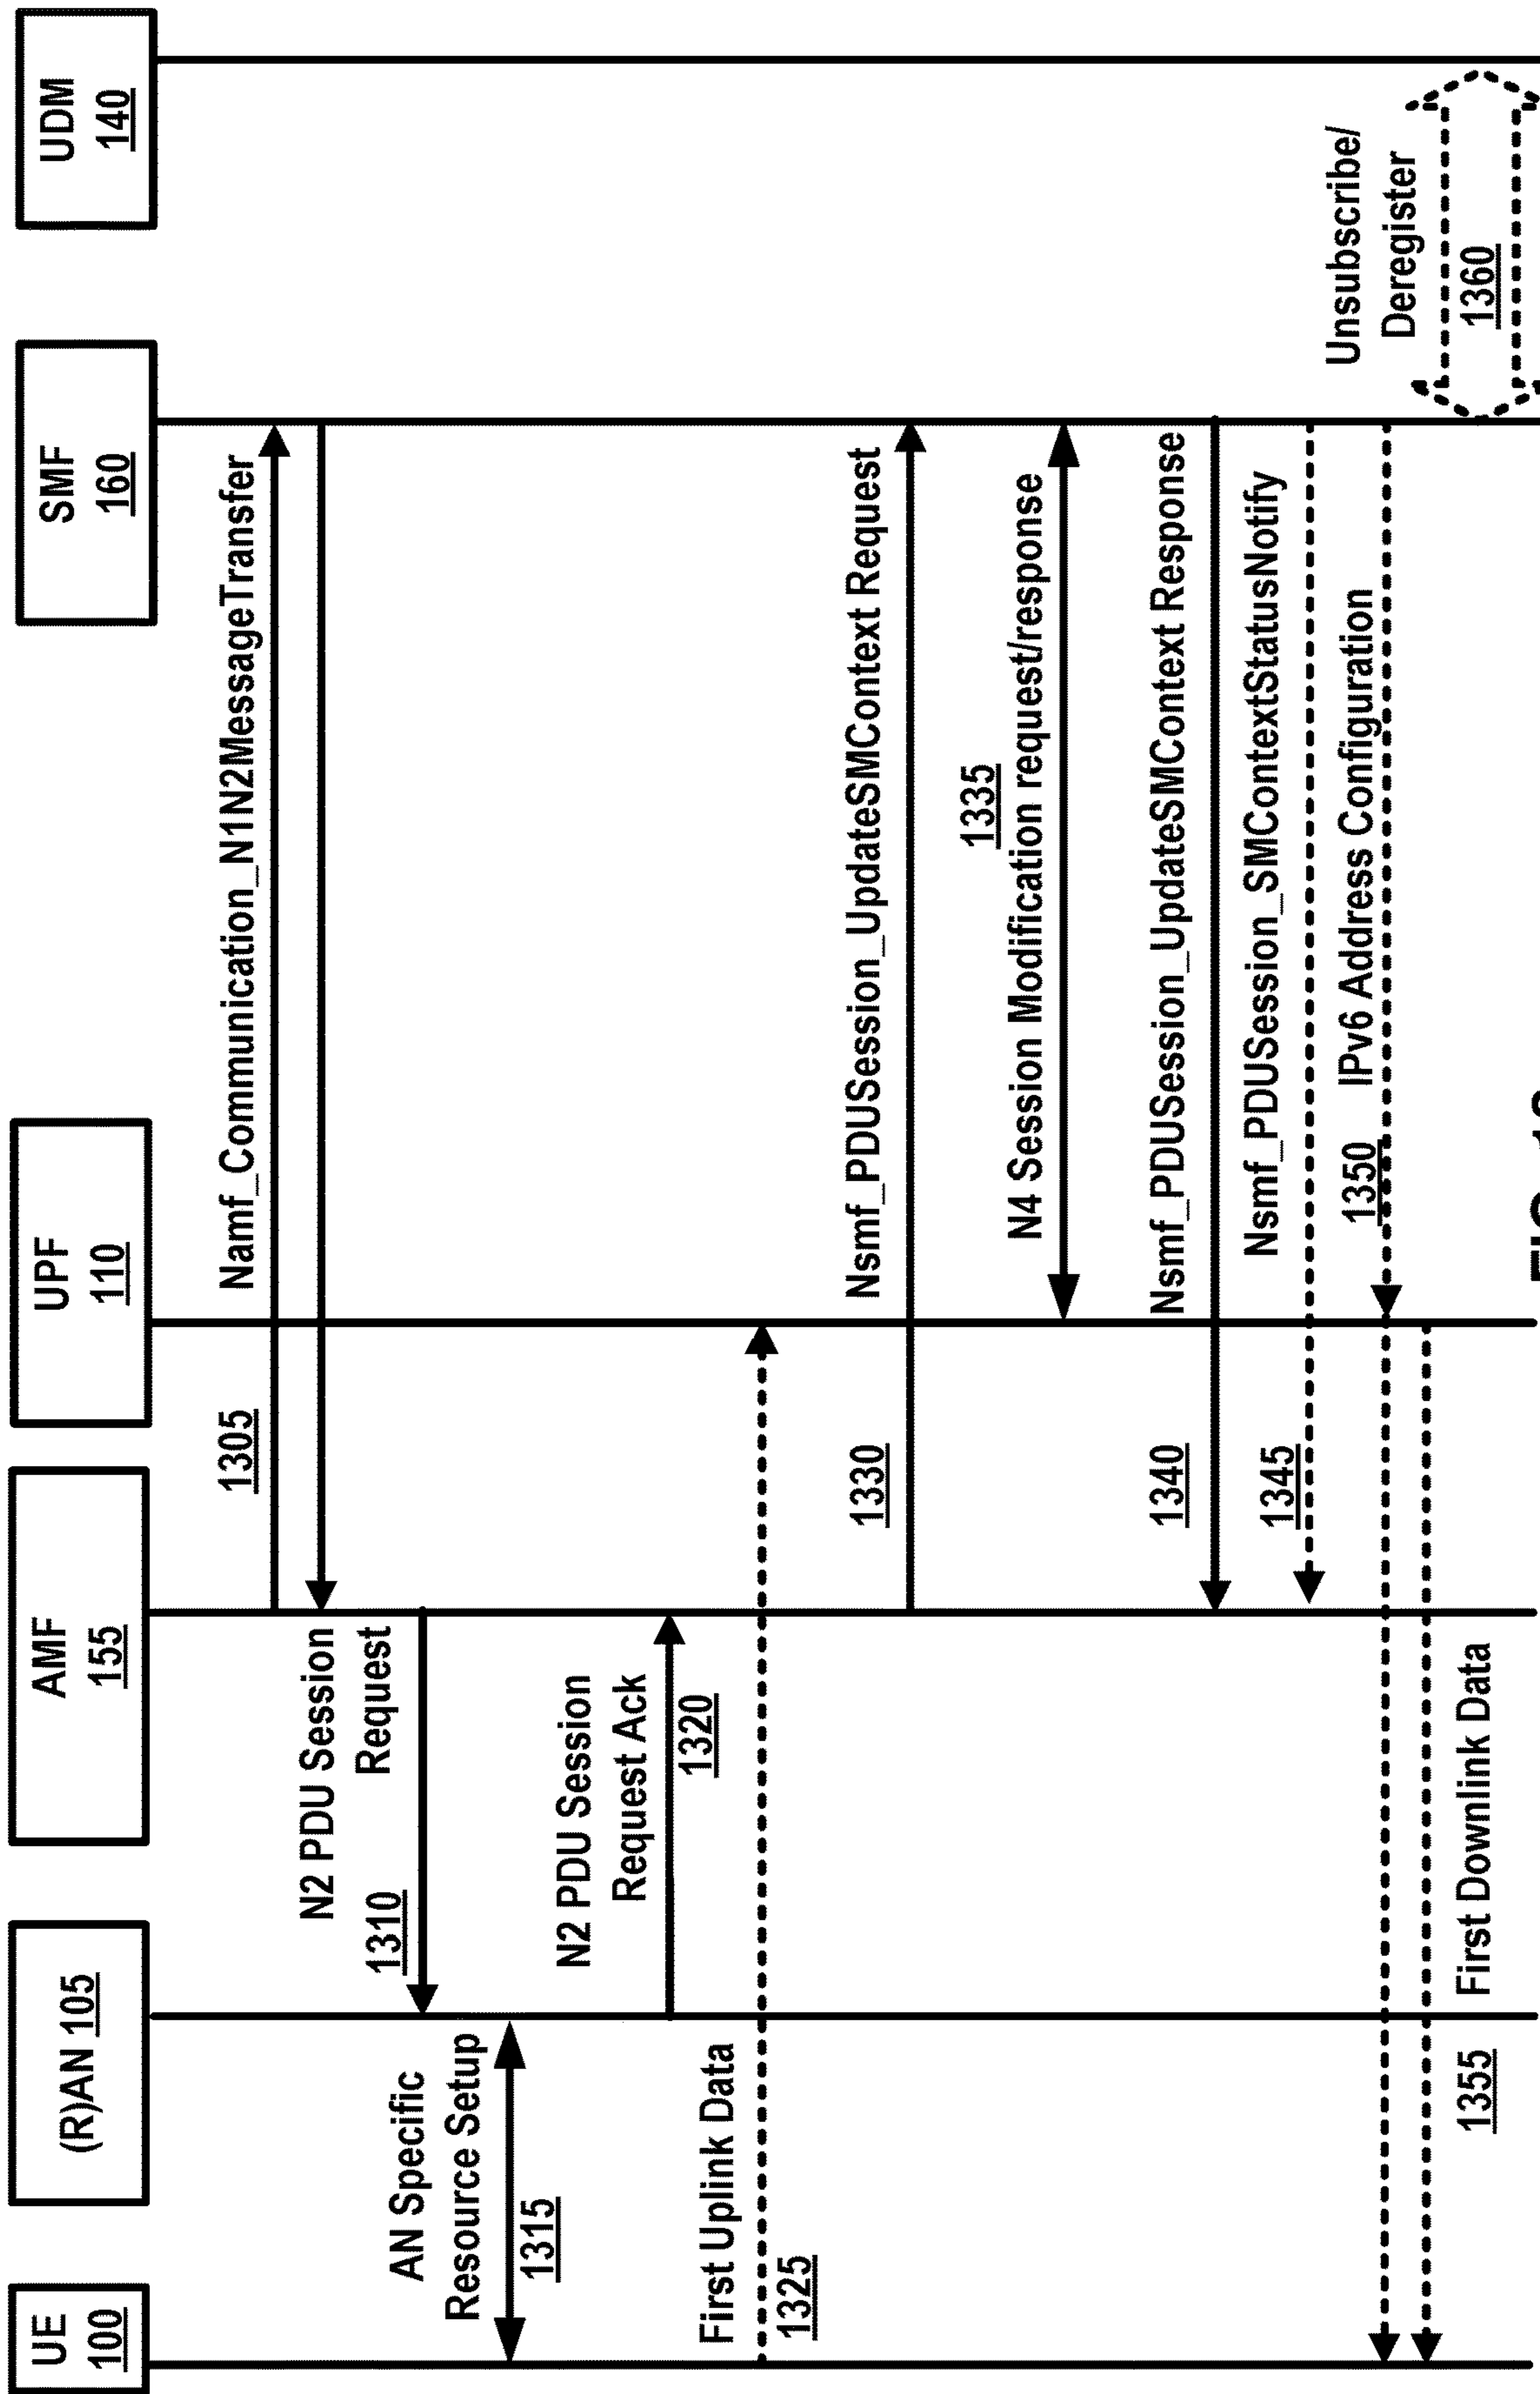 UE
100
(R)AN 105
AMF
155
UPF
110
SMF
160
UDM
140
Namf_Communication_N1N2MessageTransfer
1305
N2 PDU Session
Request
1310
AN Specific
Resource Setup
1315
N2 PDU Session
Request Ack
1320
First Uplink Data
1325
Nsmf_PDUSession_UpdateSMContext Request
1330
1335
N4 Session Modification request/response
Nsmf_PDUSession_UpdateSMContext Response
1340
Nsmf_PDUSession_SMContextStatusNotify
1345
1350 IPv6 Address Configuration
First Downlink Data
1355
Unsubscribe/
Deregister
1360